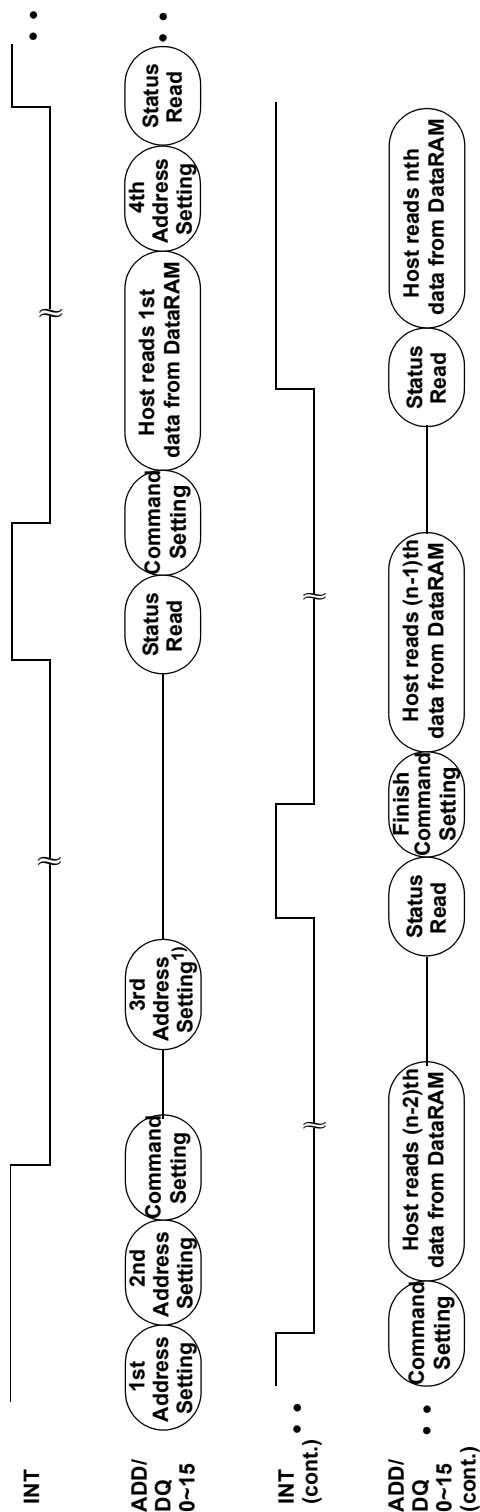 INT
ADD/
DQ
0~15
1st
Address
Setting
2nd
Address
Setting
Command
Setting
3rd
Address
Setting1)
Status
Read
Command
Setting
Host reads 1st
data from DataRAM
4th
Address
Setting
Status
Read
INT
(cont.)
ADD/
DQ
0~15
(cont.)
Command
Setting
Host reads (n-2)th
data from DataRAM
Status
Read
Finish
Command
Setting
Host reads (n-1)th
data from DataRAM
Status
Read
Host reads nth
data from DataRAM